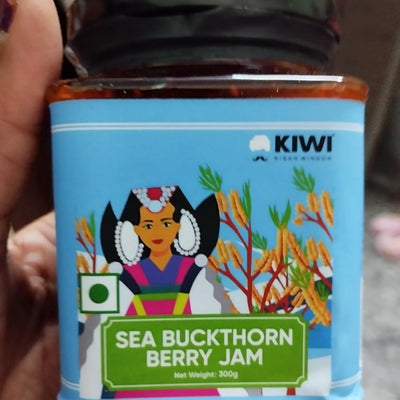 KIWI
KISAN WINDOW
SEA BUCKTHORN
BERRY JAM
Net Weight: 300g